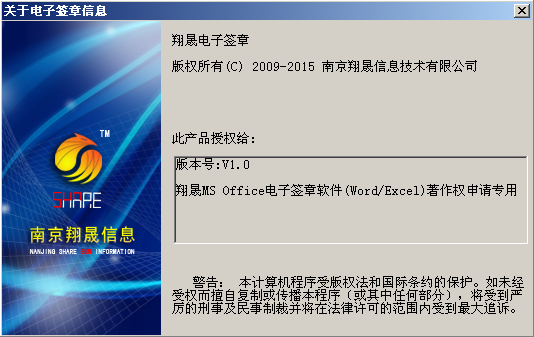 关于电子签章信息
翔晟电子签章
版权所有(C) 2009-2015 南京翔晟信息技术有限公司
此产品授权给:
版本号:V1.0
翔晟MS Office电子签章软件(Word/Excel)著作权申请专用
TM
SHARE
南京翔晟信息
NANJING SHARE INFORMATION
警告: 本计算机程序受版权法和国际条约的保护。如未经
受权而擅自复制或传播本程序（或其中任何部分），将受到严
厉的刑事及民事制裁并将在法律许可的范围内受到最大追诉。